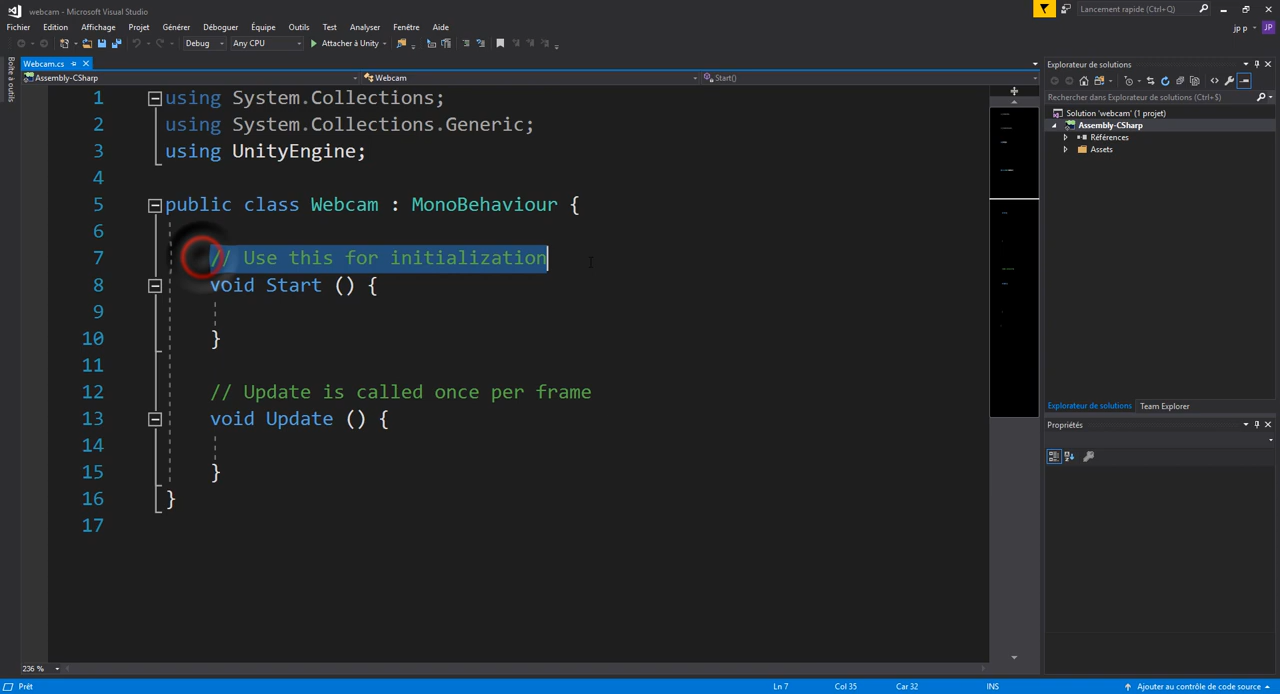 webcam - Microsoft Visual Studio
Lancement rapide (Ctrl+Q)
Fichier Edition Affichage Projet Générer Déboguer Équipe Outils Test Analyser Fenêtre Aide
jp p JP
Debug Any CPU Attacher à Unity
Boîte à outils
Webcam.cs
Assembly-CSharp Webcam Start()
1 using System.Collections;
2 using System.Collections.Generic;
3 using UnityEngine;
4
5 public class Webcam : MonoBehaviour {
6
7 // Use this for initialization
8 void Start () {
9
10 }
11
12 // Update is called once per frame
13 void Update () {
14
15 }
16 }
17
236 %
Explorateur de solutions
Rechercher dans Explorateur de solutions (Ctrl+$)
Solution 'webcam' (1 projet)
Assembly-CSharp
Références
Assets
Explorateur de solutions Team Explorer
Propriétés
Prêt Ln 7 Col 35 Car 32 INS Ajouter au contrôle de code source